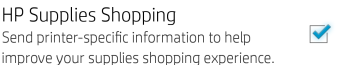 HP Supplies Shopping
Send printer-specific information to help
improve your supplies shopping experience.